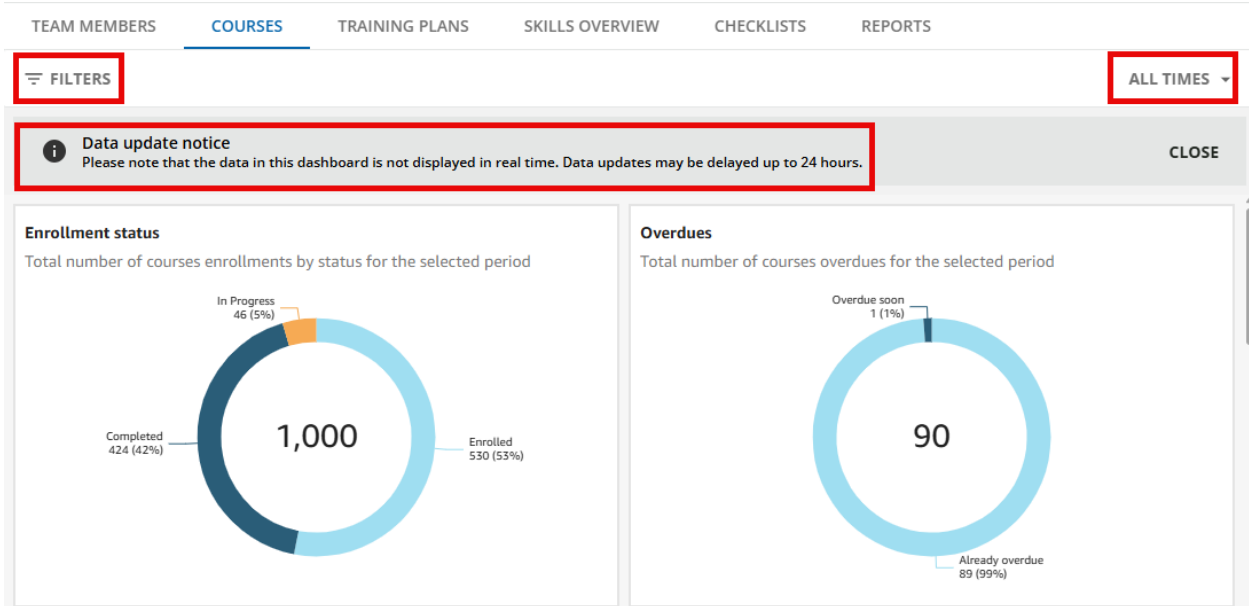 TEAM MEMBERS COURSES TRAINING PLANS SKILLS OVERVIEW CHECKLISTS REPORTS
FILTERS ALL TIMES
Data update notice
Please note that the data in this dashboard is not displayed in real time. Data updates may be delayed up to 24 hours.
CLOSE
Enrollment status
Total number of courses enrollments by status for the selected period
In Progress
46 (5%)
Completed
424 (42%)
1,000
Enrolled
530 (53%)
Overdues
Total number of courses overdues for the selected period
Overdue soon
1 (1%)
90
Already overdue
89 (99%)